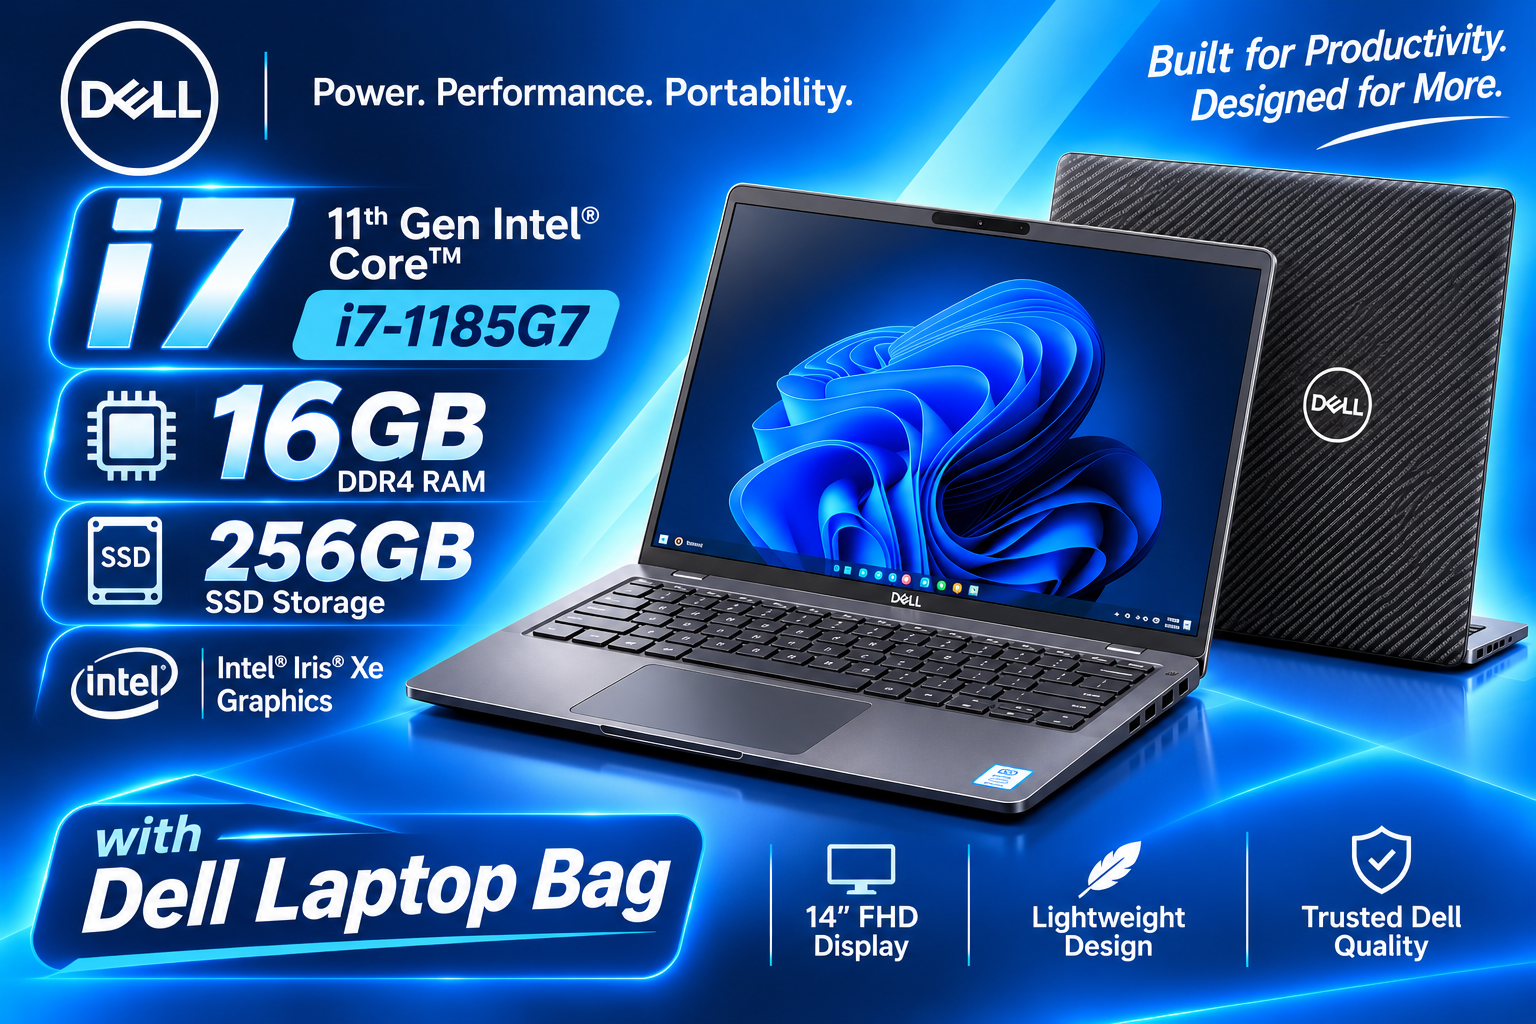 DELL
Power. Performance. Portability.
Built for Productivity.
Designed for More.
i7
11th Gen Intel®
Core™
i7-1185G7
16GB
DDR4 RAM
SSD
256GB
SSD Storage
intel®
Intel® Iris® Xe
Graphics
DELL
DELL
with
Dell Laptop Bag
14" FHD
Display
Lightweight
Design
Trusted Dell
Quality